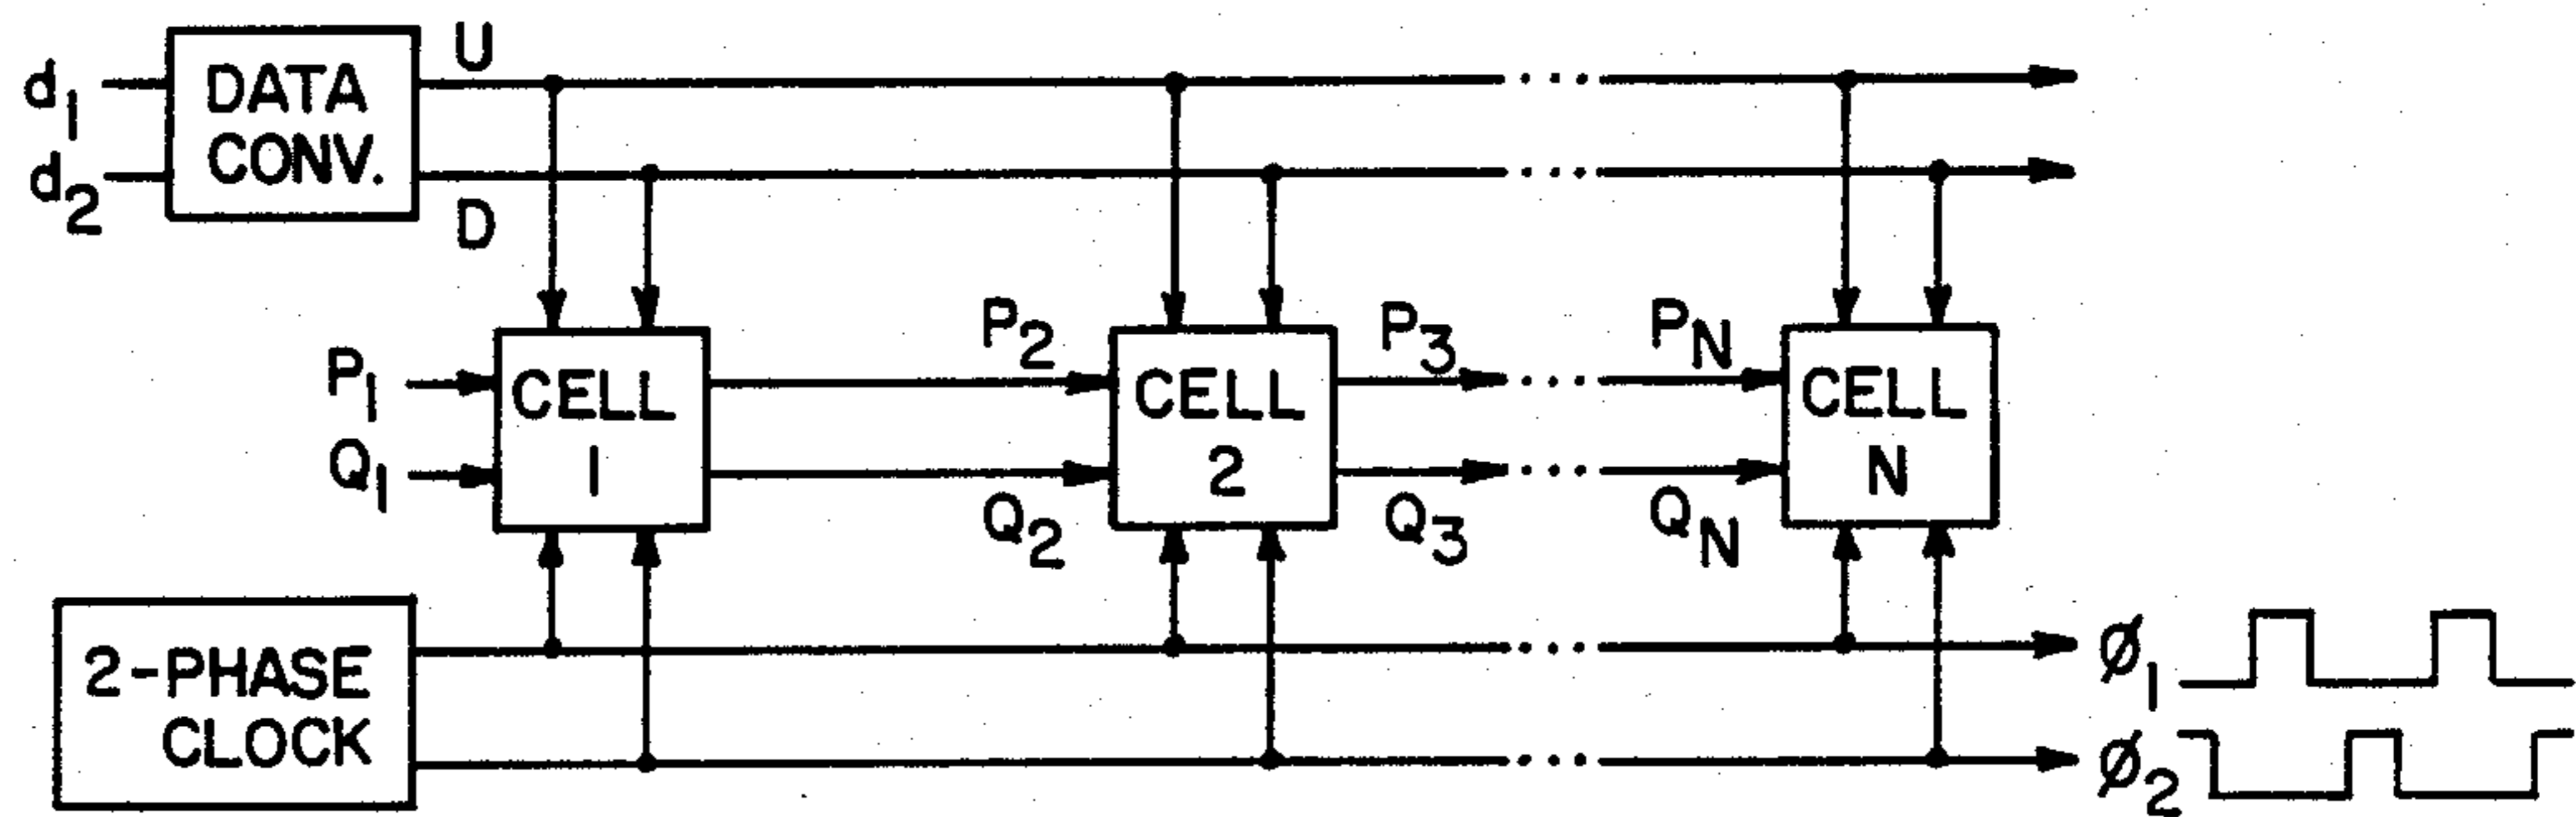 d1
d2
DATA
CONV.
U
D
P1
Q1
CELL
1
P2
Q2
CELL
2
P3
Q3
PN
QN
CELL
N
2-PHASE
CLOCK
ø1
ø2